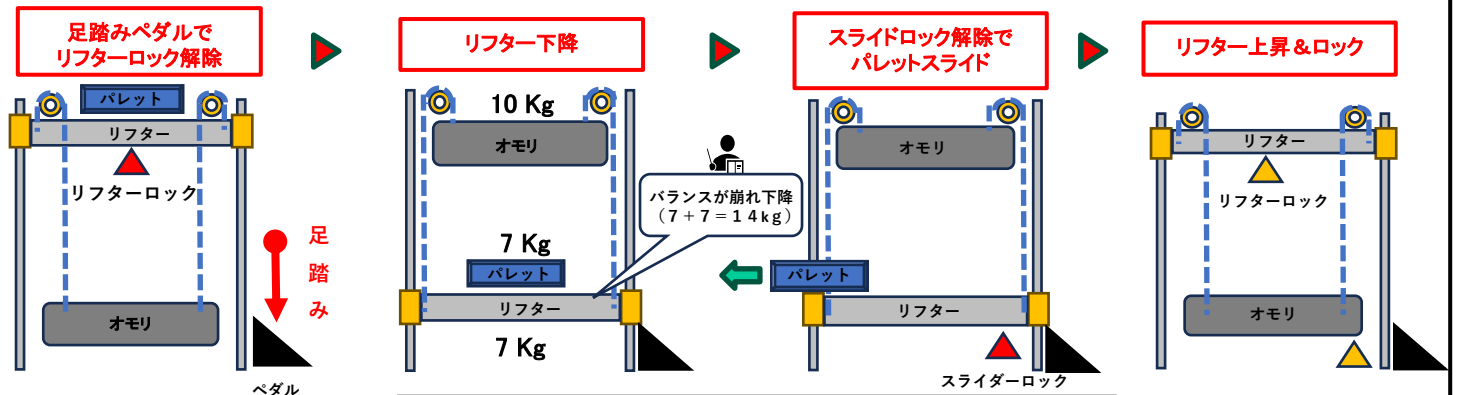 足踏みペダルで
リフターロック解除
リフター下降
スライドロック解除で
パレットスライド
リフター上昇＆ロック
パレット
リフター
リフターロック
足
踏
み
オモリ
ペダル
10 Kg
オモリ
バランスが崩れ下降
（７＋７＝１４kg）
7 Kg
パレット
リフター
7 Kg
オモリ
パレット
リフター
スライダーロック
リフター
リフターロック
オモリ